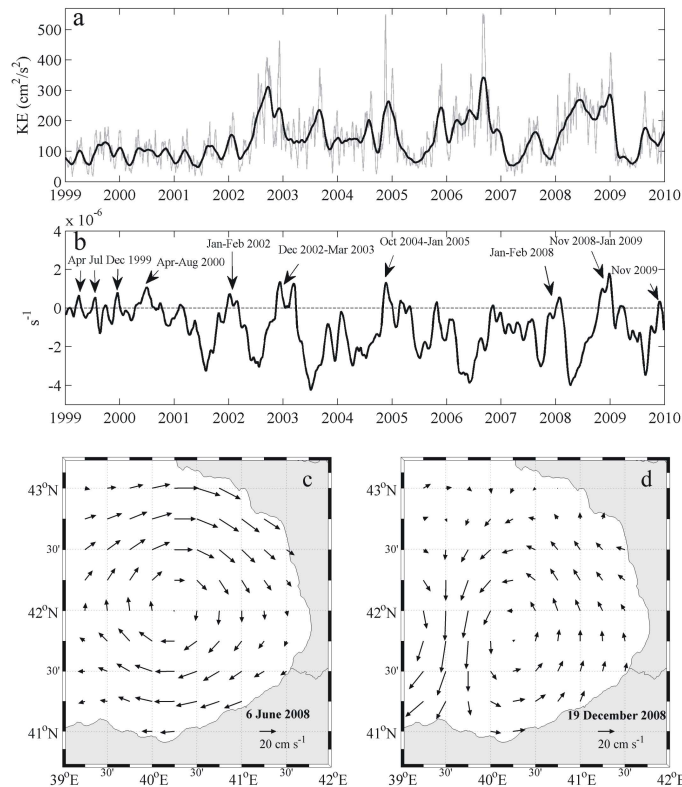 a
KE (cm²/s²)
500
400
300
200
100
0
1999 2000 2001 2002 2003 2004 2005 2006 2007 2008 2009 2010
x 10⁻⁶
b
4
2
0
-2
-4
s⁻¹
Apr Jul Dec 1999
Apr-Aug 2000
Jan-Feb 2002
Dec 2002-Mar 2003
Oct 2004-Jan 2005
Jan-Feb 2008
Nov 2008-Jan 2009
Nov 2009
1999 2000 2001 2002 2003 2004 2005 2006 2007 2008 2009 2010
c
43°N
30'
42°N
30'
41°N
6 June 2008
20 cm s⁻¹
39°E 30' 40°E 30' 41°E 30' 42°E
d
43°N
30'
42°N
30'
41°N
19 December 2008
20 cm s⁻¹
39°E 30' 40°E 30' 41°E 30' 42°E